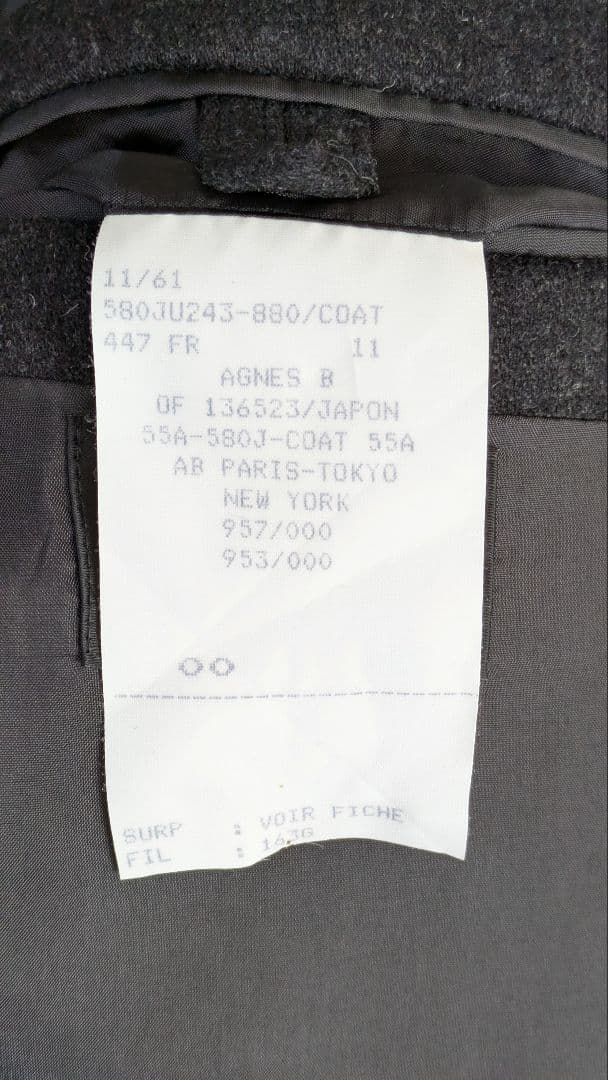 11/61
580JU243-880/COAT
447 FR 11
AGNES B
OF 136523/JAPON
55A-580J-COAT 55A
AB PARIS-TOKYO
NEW YORK
957/000
953/000
OO
SURP : VOIR FICHE
FIL :